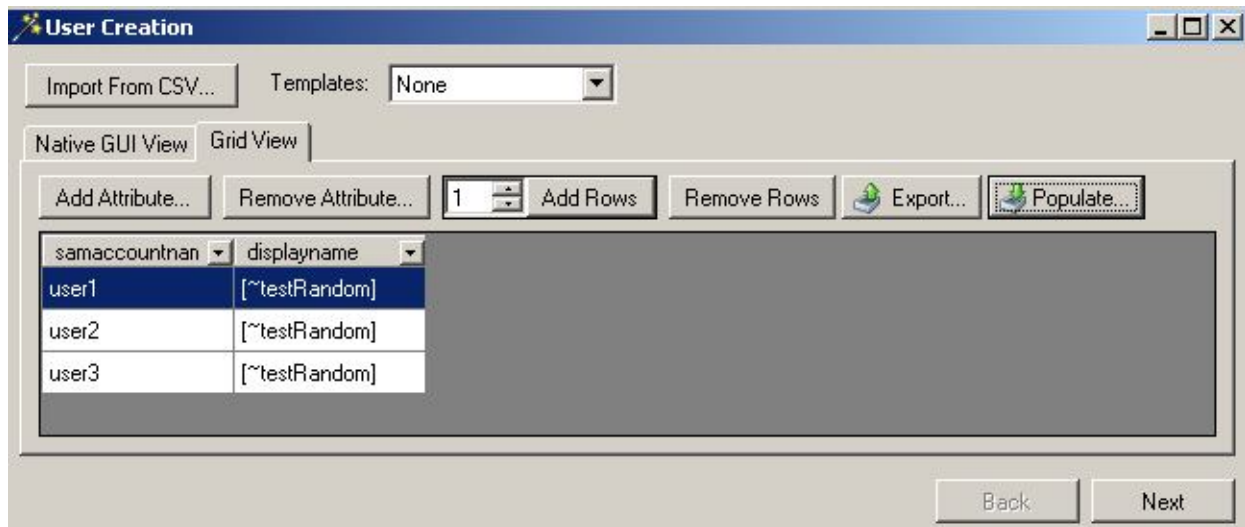 User Creation
Import From CSV... Templates: None
Native GUI View Grid View
Add Attribute... Remove Attribute... 1 Add Rows Remove Rows Export... Populate...
samaccountnan displayname
user1 [~testRandom]
user2 [~testRandom]
user3 [~testRandom]
Back Next